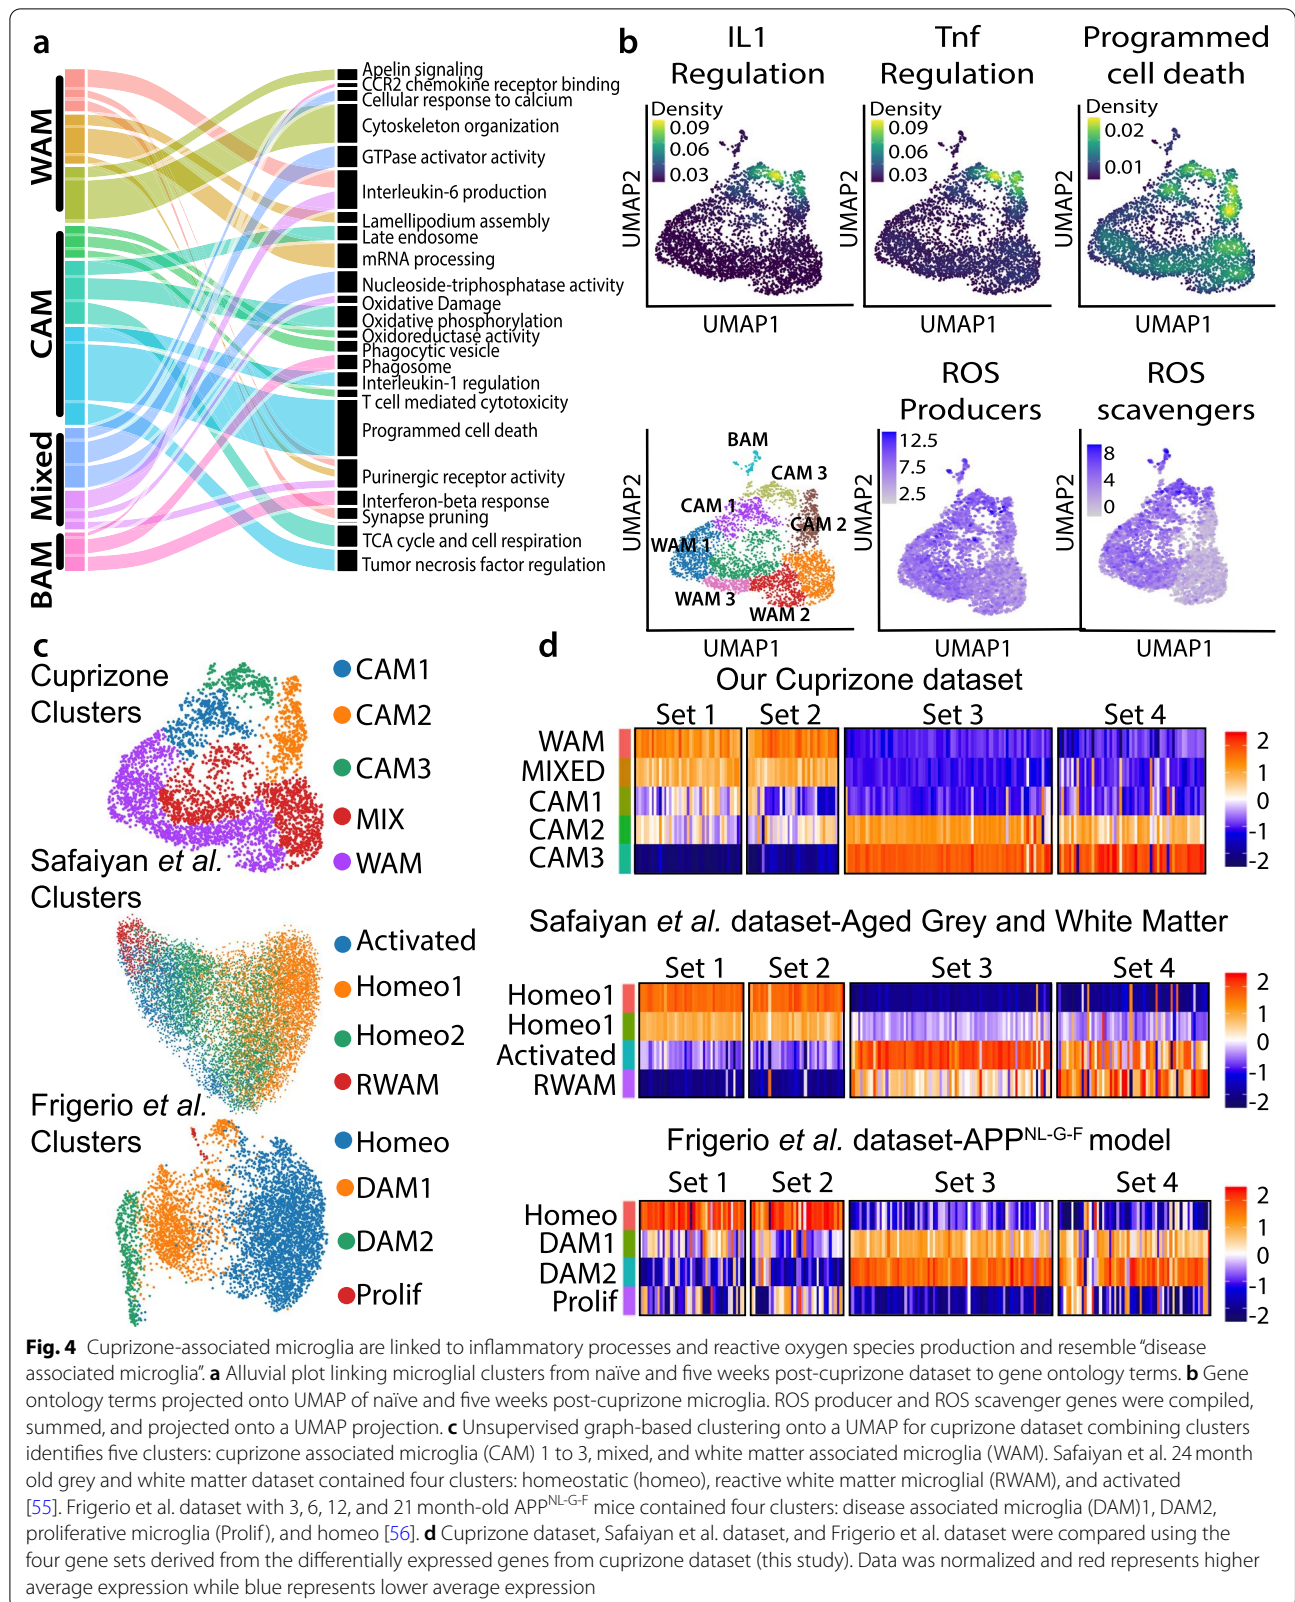 a
WAM
CAM
Mixed
BAM
Apelin signaling
CCR2 chemokine receptor binding
Cellular response to calcium
Cytoskeleton organization
GTPase activator activity
Interleukin-6 production
Lamellipodium assembly
Late endosome
mRNA processing
Nucleoside-triphosphatase activity
Oxidative Damage
Oxidative phosphorylation
Oxidoreductase activity
Phagocytic vesicle
Phagosome
Interleukin-1 regulation
T cell mediated cytotoxicity
Programmed cell death
Purinergic receptor activity
Interferon-beta response
Synapse pruning
TCA cycle and cell respiration
Tumor necrosis factor regulation
b
IL1
Regulation
Density
0.09
0.06
0.03
UMAP2
UMAP1
Tnf
Regulation
Density
0.09
0.06
0.03
UMAP2
UMAP1
Programmed
cell death
Density
0.02
0.01
UMAP2
UMAP1
BAM
CAM 3
CAM 1
CAM 2
WAM 1
WAM 3
WAM 2
UMAP2
UMAP1
ROS
Producers
12.5
7.5
2.5
UMAP2
UMAP1
ROS
scavengers
8
4
0
UMAP1
c
Cuprizone
Clusters
CAM1
CAM2
CAM3
MIX
WAM
Safaiyan et al.
Clusters
Activated
Homeo1
Homeo2
RWAM
Frigerio et al.
Clusters
Homeo
DAM1
DAM2
Prolif
d
Our Cuprizone dataset
Set 1 Set 2 Set 3 Set 4
WAM
MIXED
CAM1
CAM2
CAM3
2
1
0
-1
-2
Safaiyan et al. dataset-Aged Grey and White Matter
Set 1 Set 2 Set 3 Set 4
Homeo1
Homeo1
Activated
RWAM
2
1
0
-1
-2
Frigerio et al. dataset-APPNL-G-F model
Set 1 Set 2 Set 3 Set 4
Homeo
DAM1
DAM2
Prolif
2
1
0
-1
-2
Fig. 4 Cuprizone-associated microglia are linked to inflammatory processes and reactive oxygen species production and resemble “disease
associated microglia”. a Alluvial plot linking microglial clusters from naïve and five weeks post-cuprizone dataset to gene ontology terms. b Gene
ontology terms projected onto UMAP of naïve and five weeks post-cuprizone microglia. ROS producer and ROS scavenger genes were compiled,
summed, and projected onto a UMAP projection. c Unsupervised graph-based clustering onto a UMAP for cuprizone dataset combining clusters
identifies five clusters: cuprizone associated microglia (CAM) 1 to 3, mixed, and white matter associated microglia (WAM). Safaiyan et al. 24 month
old grey and white matter dataset contained four clusters: homeostatic (homeo), reactive white matter microglial (RWAM), and activated
[55]. Frigerio et al. dataset with 3, 6, 12, and 21 month-old APPNL-G-F mice contained four clusters: disease associated microglia (DAM)1, DAM2,
proliferative microglia (Prolif), and homeo [56]. d Cuprizone dataset, Safaiyan et al. dataset, and Frigerio et al. dataset were compared using the
four gene sets derived from the differentially expressed genes from cuprizone dataset (this study). Data was normalized and red represents higher
average expression while blue represents lower average expression